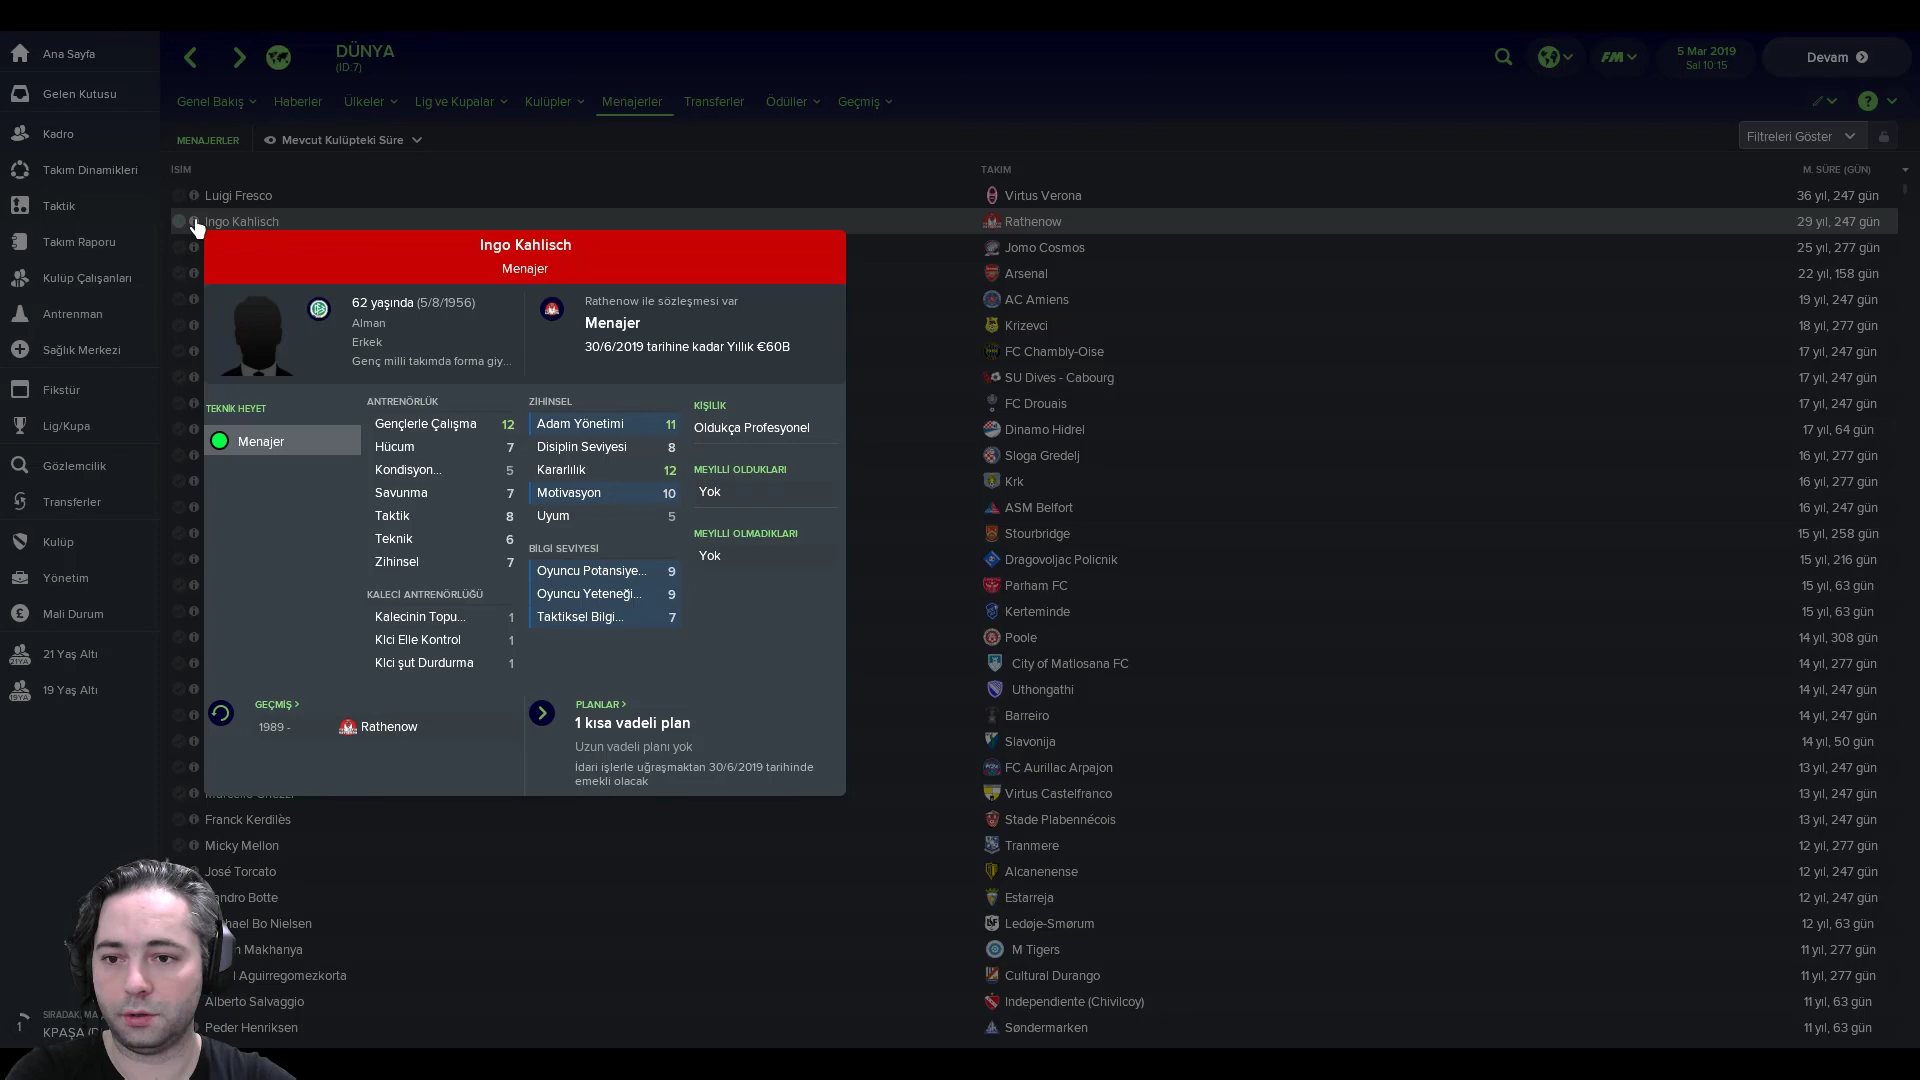 Ana Sayfa
Gelen Kutusu
Kadro
Takım Dinamikleri
Taktik
Takım Raporu
Kulüp Çalışanları
Antrenman
Sağlık Merkezi
Fikstür
Lig/Kupa
Gözlemcilik
Transferler
Kulüp
Yönetim
Mali Durum
21 Yaş Altı
19 Yaş Altı
DÜNYA
(ID:7)
5 Mar 2019
Sal 10:15
FM
Devam
Genel Bakış
Haberler
Ülkeler
Lig ve Kupalar
Kulüpler
Menajerler
Transferler
Ödüller
Geçmiş
MENAJERLER
Mevcut Kulüpteki Süre
Filtreleri Göster
İSİM TAKIM M. SÜRE (GÜN)
Luigi Fresco Virtus Verona 36 yıl, 247 gün
Ingo Kahlisch Rathenow 29 yıl, 247 gün
Jomo Cosmos 25 yıl, 277 gün
Arsenal 22 yıl, 158 gün
AC Amiens 19 yıl, 247 gün
Krizevci 18 yıl, 277 gün
FC Chambly-Oise 17 yıl, 247 gün
SU Dives - Cabourg 17 yıl, 247 gün
FC Drouais 17 yıl, 247 gün
Dinamo Hidrel 17 yıl, 64 gün
Sloga Gredelj 16 yıl, 277 gün
Krk 16 yıl, 277 gün
ASM Belfort 16 yıl, 247 gün
Stourbridge 15 yıl, 258 gün
Dragovoljac Policnik 15 yıl, 216 gün
Parham FC 15 yıl, 63 gün
Kerteminde 15 yıl, 63 gün
Poole 14 yıl, 308 gün
City of Matlosana FC 14 yıl, 277 gün
Uthongathi 14 yıl, 247 gün
Barreiro 14 yıl, 247 gün
Slavonija 14 yıl, 50 gün
FC Aurillac Arpajon 13 yıl, 247 gün
Virtus Castelfranco 13 yıl, 247 gün
Franck Kerdilès Stade Plabennécois 13 yıl, 247 gün
Micky Mellon Tranmere 12 yıl, 277 gün
José Torcato Alcanenense 12 yıl, 247 gün
andro Botte Estarreja 12 yıl, 247 gün
hael Bo Nielsen Ledøje-Smørum 12 yıl, 63 gün
n Makhanya M Tigers 11 yıl, 277 gün
l Aguirregomezkorta Cultural Durango 11 yıl, 277 gün
Alberto Salvaggio Independiente (Chivilcoy) 11 yıl, 63 gün
Peder Henriksen Søndermarken 11 yıl, 63 gün
Ingo Kahlisch
Menajer
62 yaşında (5/8/1956)
Alman
Erkek
Genç milli takımda forma giy...
Rathenow ile sözleşmesi var
Menajer
30/6/2019 tarihine kadar Yıllık €60B
TEKNİK HEYET
Menajer
ANTRENÖRLÜK
Gençlerle Çalışma 12
Hücum 7
Kondisyon... 5
Savunma 7
Taktik 8
Teknik 6
Zihinsel 7
KALECİ ANTRENÖRLÜĞÜ
Kalecinin Topu... 1
Klci Elle Kontrol 1
Klci şut Durdurma 1
ZİHİNSEL
Adam Yönetimi 11
Disiplin Seviyesi 8
Kararlılık 12
Motivasyon 10
Uyum 5
BİLGİ SEVİYESİ
Oyuncu Potansiye... 9
Oyuncu Yeteneği... 9
Taktiksel Bilgi... 7
KİŞİLİK
Oldukça Profesyonel
MEYİLLİ OLDUKLARI
Yok
MEYİLLİ OLMADIKLARI
Yok
GEÇMİŞ >
1989 - Rathenow
PLANLAR >
1 kısa vadeli plan
Uzun vadeli planı yok
İdari işlerle uğraşmaktan 30/6/2019 tarihinde
emekli olacak
1
SIRADAK, MA
KPAŞA